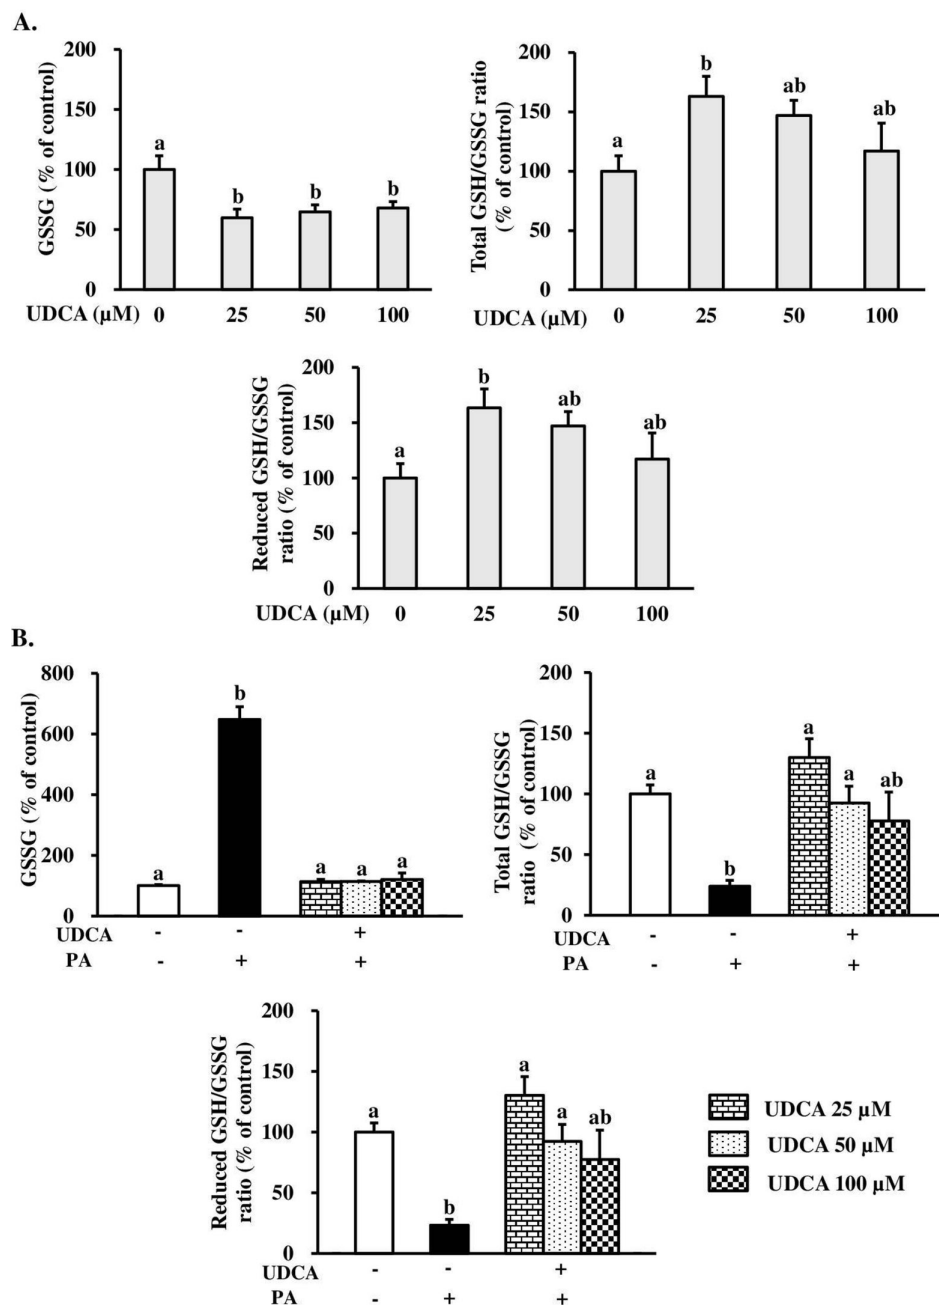 A.
GSSG (% of control)
200
150
100
50
0
a
b
b
b
UDCA (µM)
0
25
50
100
Total GSH/GSSG ratio
(% of control)
200
150
100
50
0
a
b
ab
ab
UDCA (µM)
0
25
50
100
Reduced GSH/GSSG
ratio (% of control)
200
150
100
50
0
a
b
ab
ab
UDCA (µM)
0
25
50
100
B.
GSSG (% of control)
800
600
400
200
0
a
b
a
a
a
UDCA - - +
PA - + +
Total GSH/GSSG
ratio (% of control)
200
150
100
50
0
a
b
a
a
ab
UDCA - - +
PA - + +
Reduced GSH/GSSG
ratio (% of control)
200
150
100
50
0
a
b
a
a
ab
UDCA - - +
PA - + +
UDCA 25 µM
UDCA 50 µM
UDCA 100 µM